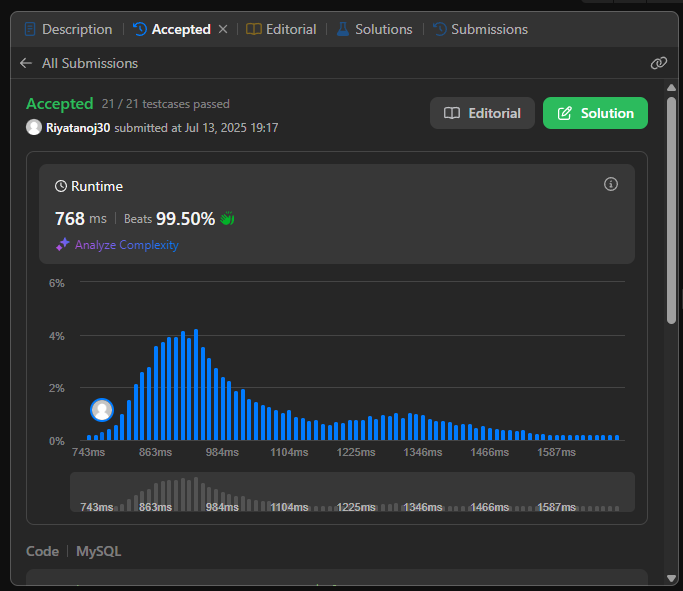 Description Accepted Editorial Solutions Submissions
All Submissions
Accepted 21 / 21 testcases passed
Riyatanoj30 submitted at Jul 13, 2025 19:17
Editorial Solution
Runtime
768 ms Beats 99.50%
Analyze Complexity
6%
4%
2%
0%
743ms 863ms 984ms 1104ms 1225ms 1346ms 1466ms 1587ms
743ms 863ms 984ms 1104ms 1225ms 1346ms 1466ms 1587ms
Code MySQL